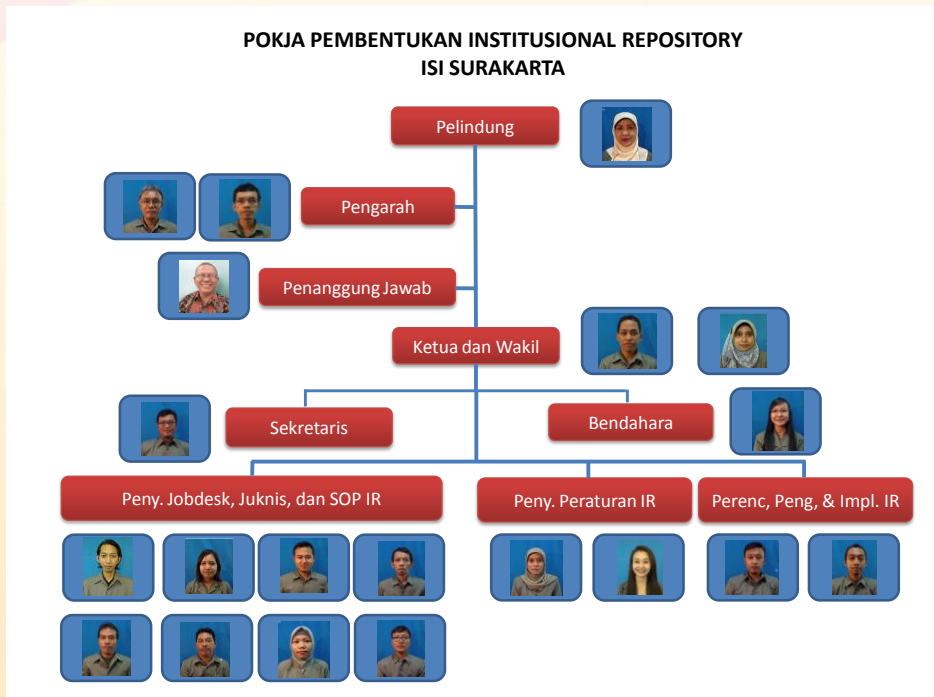 POKJA PEMBENTUKAN INSTITUSIONAL REPOSITORY
ISI SURAKARTA
Pelindung
Pengarah
Penanggung Jawab
Ketua dan Wakil
Sekretaris
Bendahara
Peny. Jobdesk, Juknis, dan SOP IR
Peny. Peraturan IR
Perenc, Peng, & Impl. IR